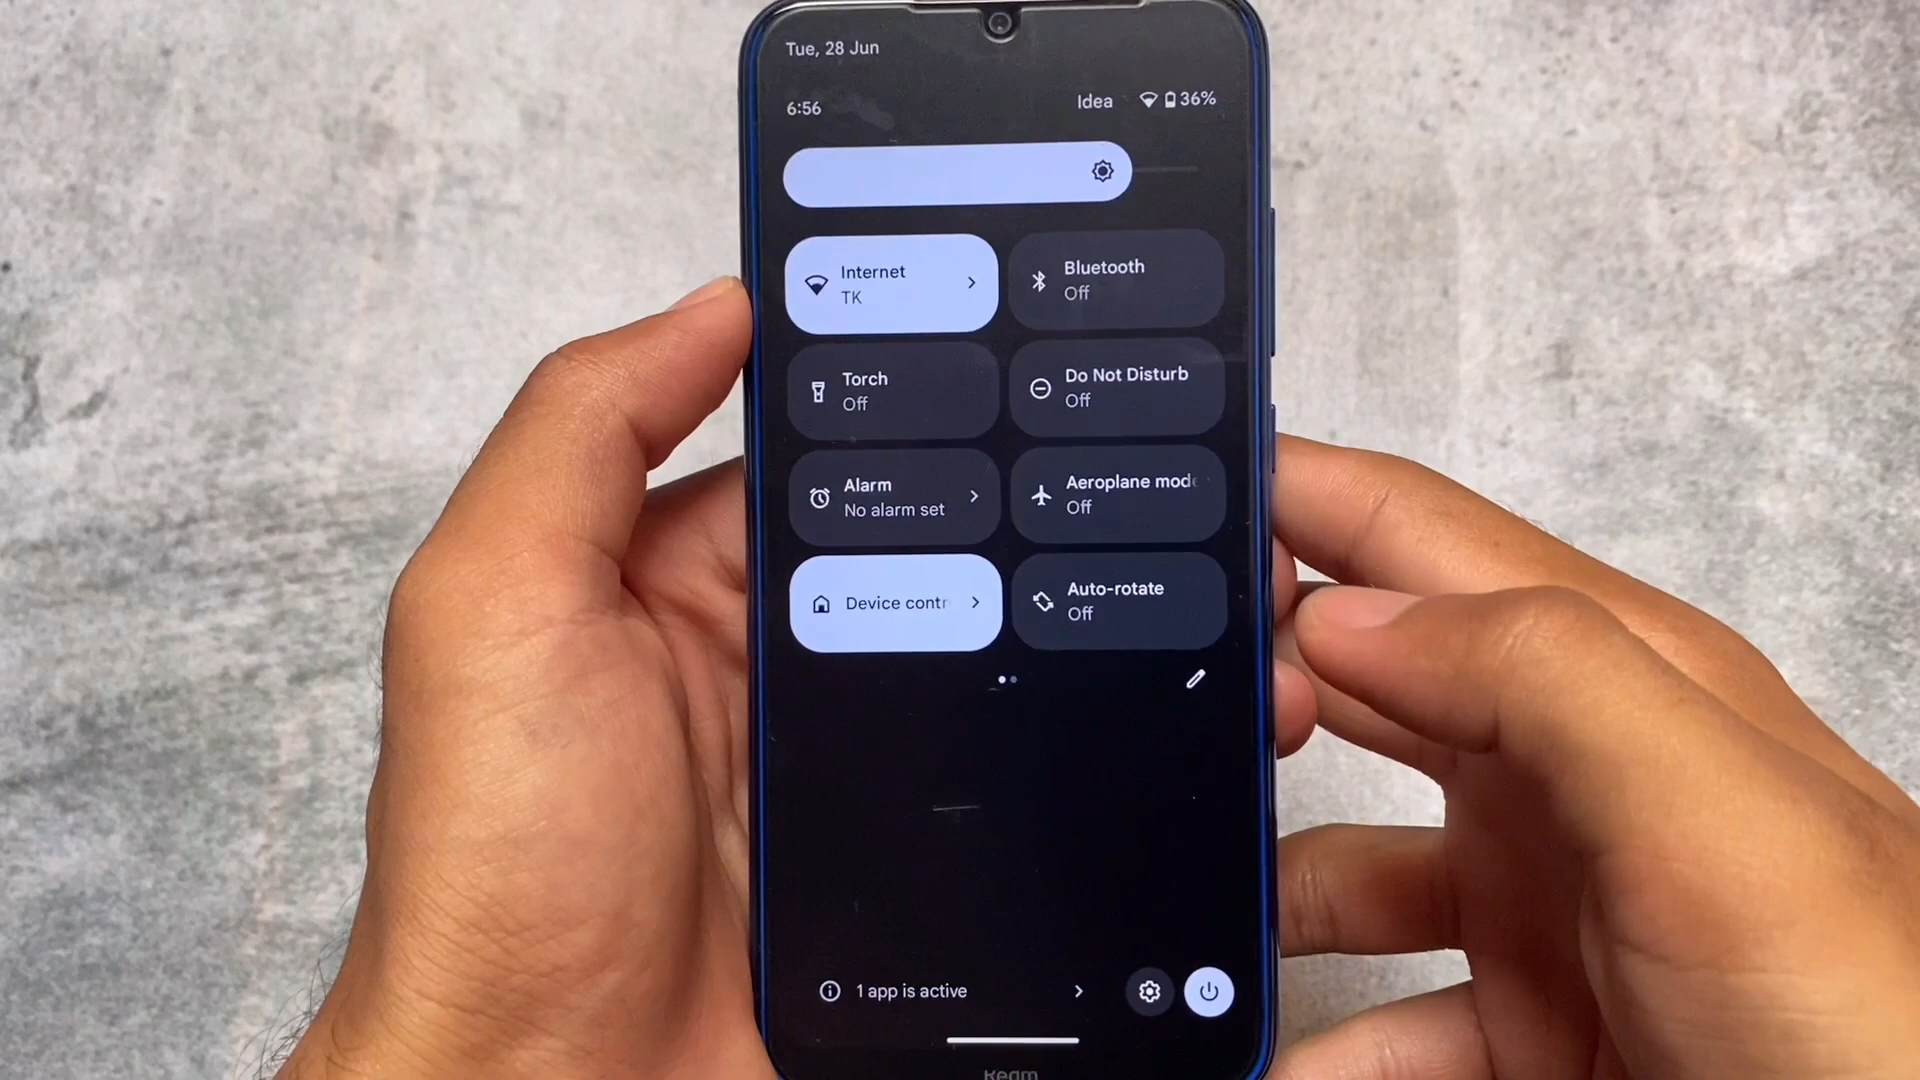 Tue, 28 Jun
6:56
Idea 36%
Internet
TK
Bluetooth
Off
Torch
Off
Do Not Disturb
Off
Alarm
No alarm set
Aeroplane mod
Off
Device contr
Auto-rotate
Off
1 app is active